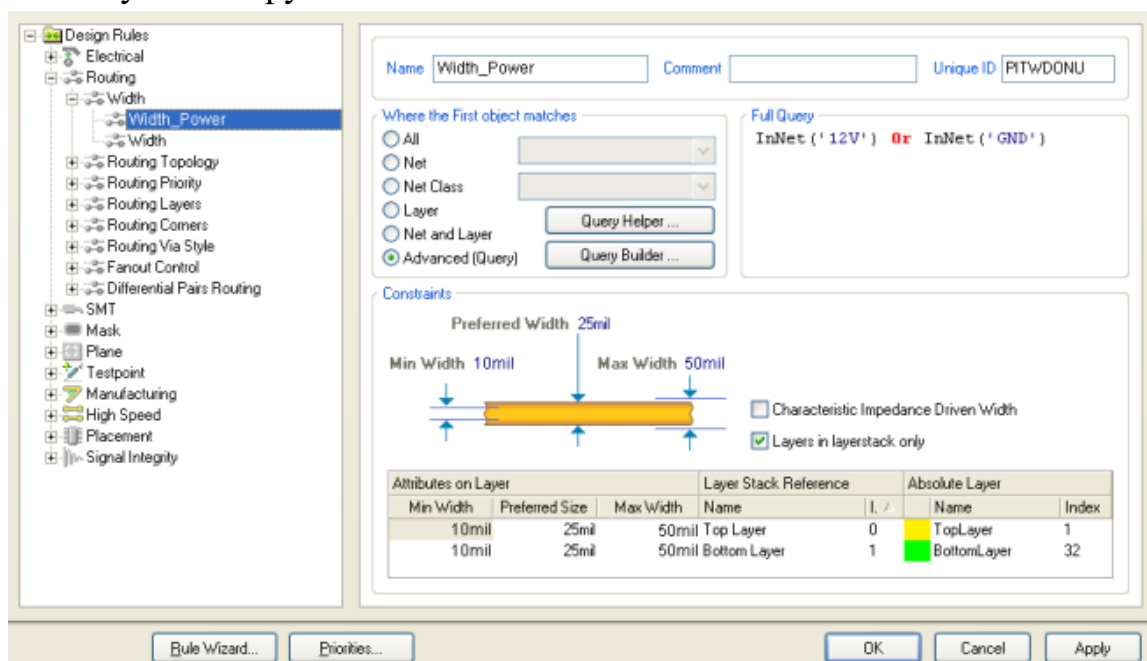 Design Rules
Electrical
Routing
Width
Width_Power
Width
Routing Topology
Routing Priority
Routing Layers
Routing Corners
Routing Via Style
Fanout Control
Differential Pairs Routing
SMT
Mask
Plane
Testpoint
Manufacturing
High Speed
Placement
Signal Integrity
Name Width_Power Comment Unique ID PITWDONU
Where the First object matches
All
Net
Net Class
Layer
Net and Layer
Advanced (Query)
Query Helper ...
Query Builder ...
Full Query
InNet('12V') Or InNet('GND')
Constraints
Preferred Width 25mil
Min Width 10mil Max Width 50mil
Characteristic Impedance Driven Width
Layers in layerstack only
Attributes on Layer Layer Stack Reference Absolute Layer
Min Width Preferred Size Max Width Name I. Name Index
10mil 25mil 50mil Top Layer 0 TopLayer 1
10mil 25mil 50mil Bottom Layer 1 BottomLayer 32
Rule Wizard... Priorities... OK Cancel Apply